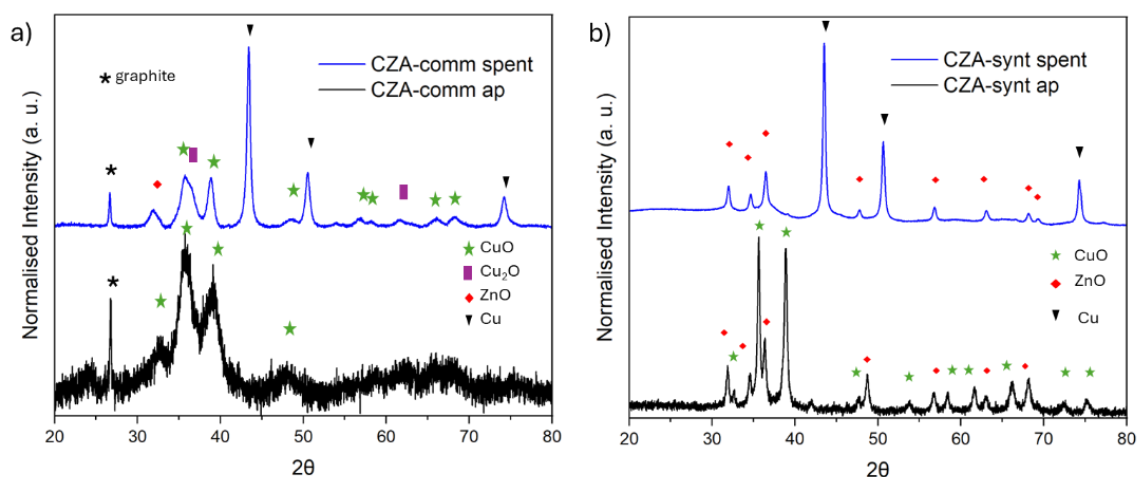 a)
Normalised Intensity (a. u.)
* graphite
CZA-comm spent
CZA-comm ap
*
*
CuO
Cu₂O
ZnO
Cu
20 30 40 50 60 70 80
2θ
b)
Normalised Intensity (a. u.)
CZA-synt spent
CZA-synt ap
CuO
ZnO
Cu
20 30 40 50 60 70 80
2θ